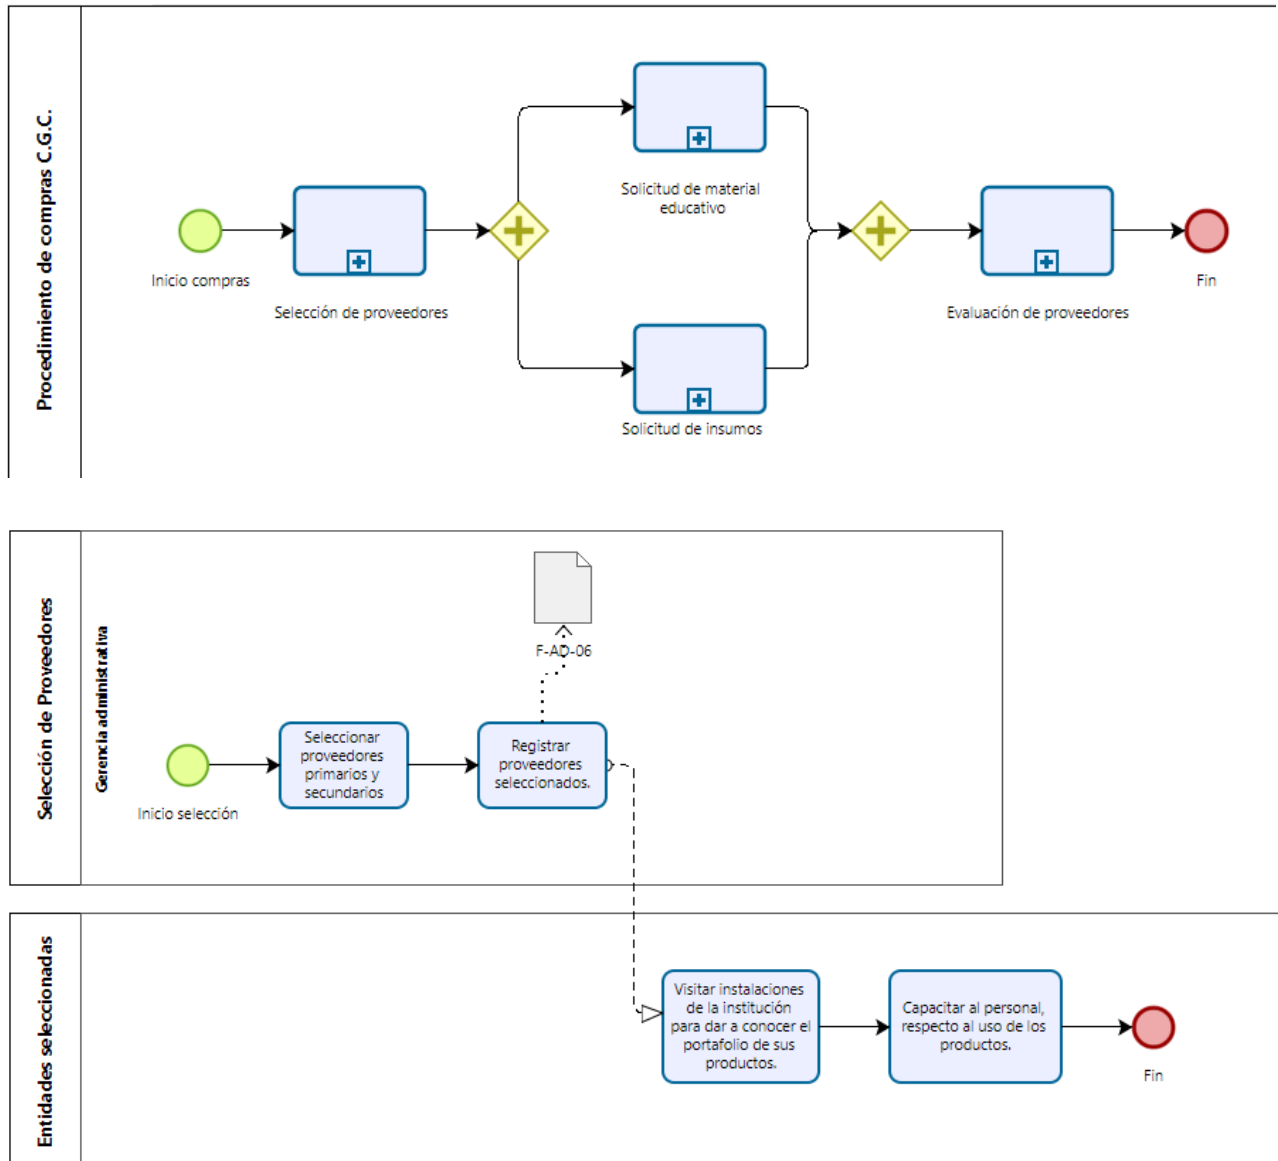 Procedimiento de compras C.G.C.
Inicio compras
Selección de proveedores
Solicitud de material
educativo
Solicitud de insumos
Evaluación de proveedores
Fin
Selección de Proveedores
Gerencia administrativa
Inicio selección
Seleccionar
proveedores
primarios y
secundarios
Registrar
proveedores
seleccionados.
F-AD-06
Entidades seleccionadas
Visitar instalaciones
de la institución
para dar a conocer el
portafolio de sus
productos.
Capacitar al personal,
respecto al uso de los
productos.
Fin